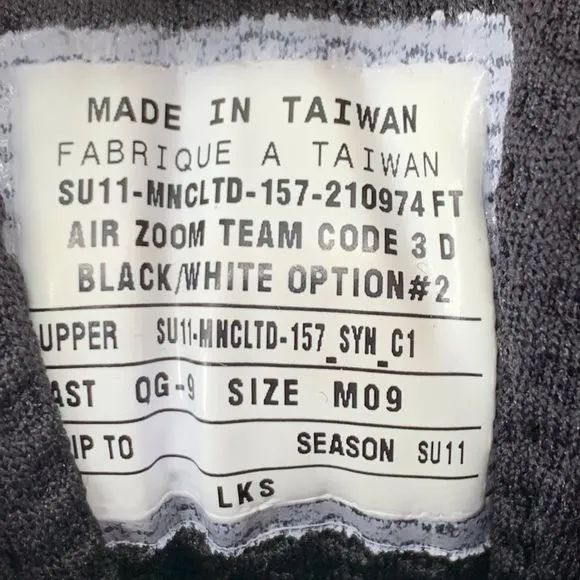 MADE IN TAIWAN
FABRIQUE A TAIWAN
SU11-MNCLTD-157-210974 FT
AIR ZOOM TEAM CODE 3 D
BLACK/WHITE OPTION#2
UPPER SU11-MNCLTD-157_SYN_C1
AST QG-9 SIZE M09
IP TO SEASON SU11
LKS